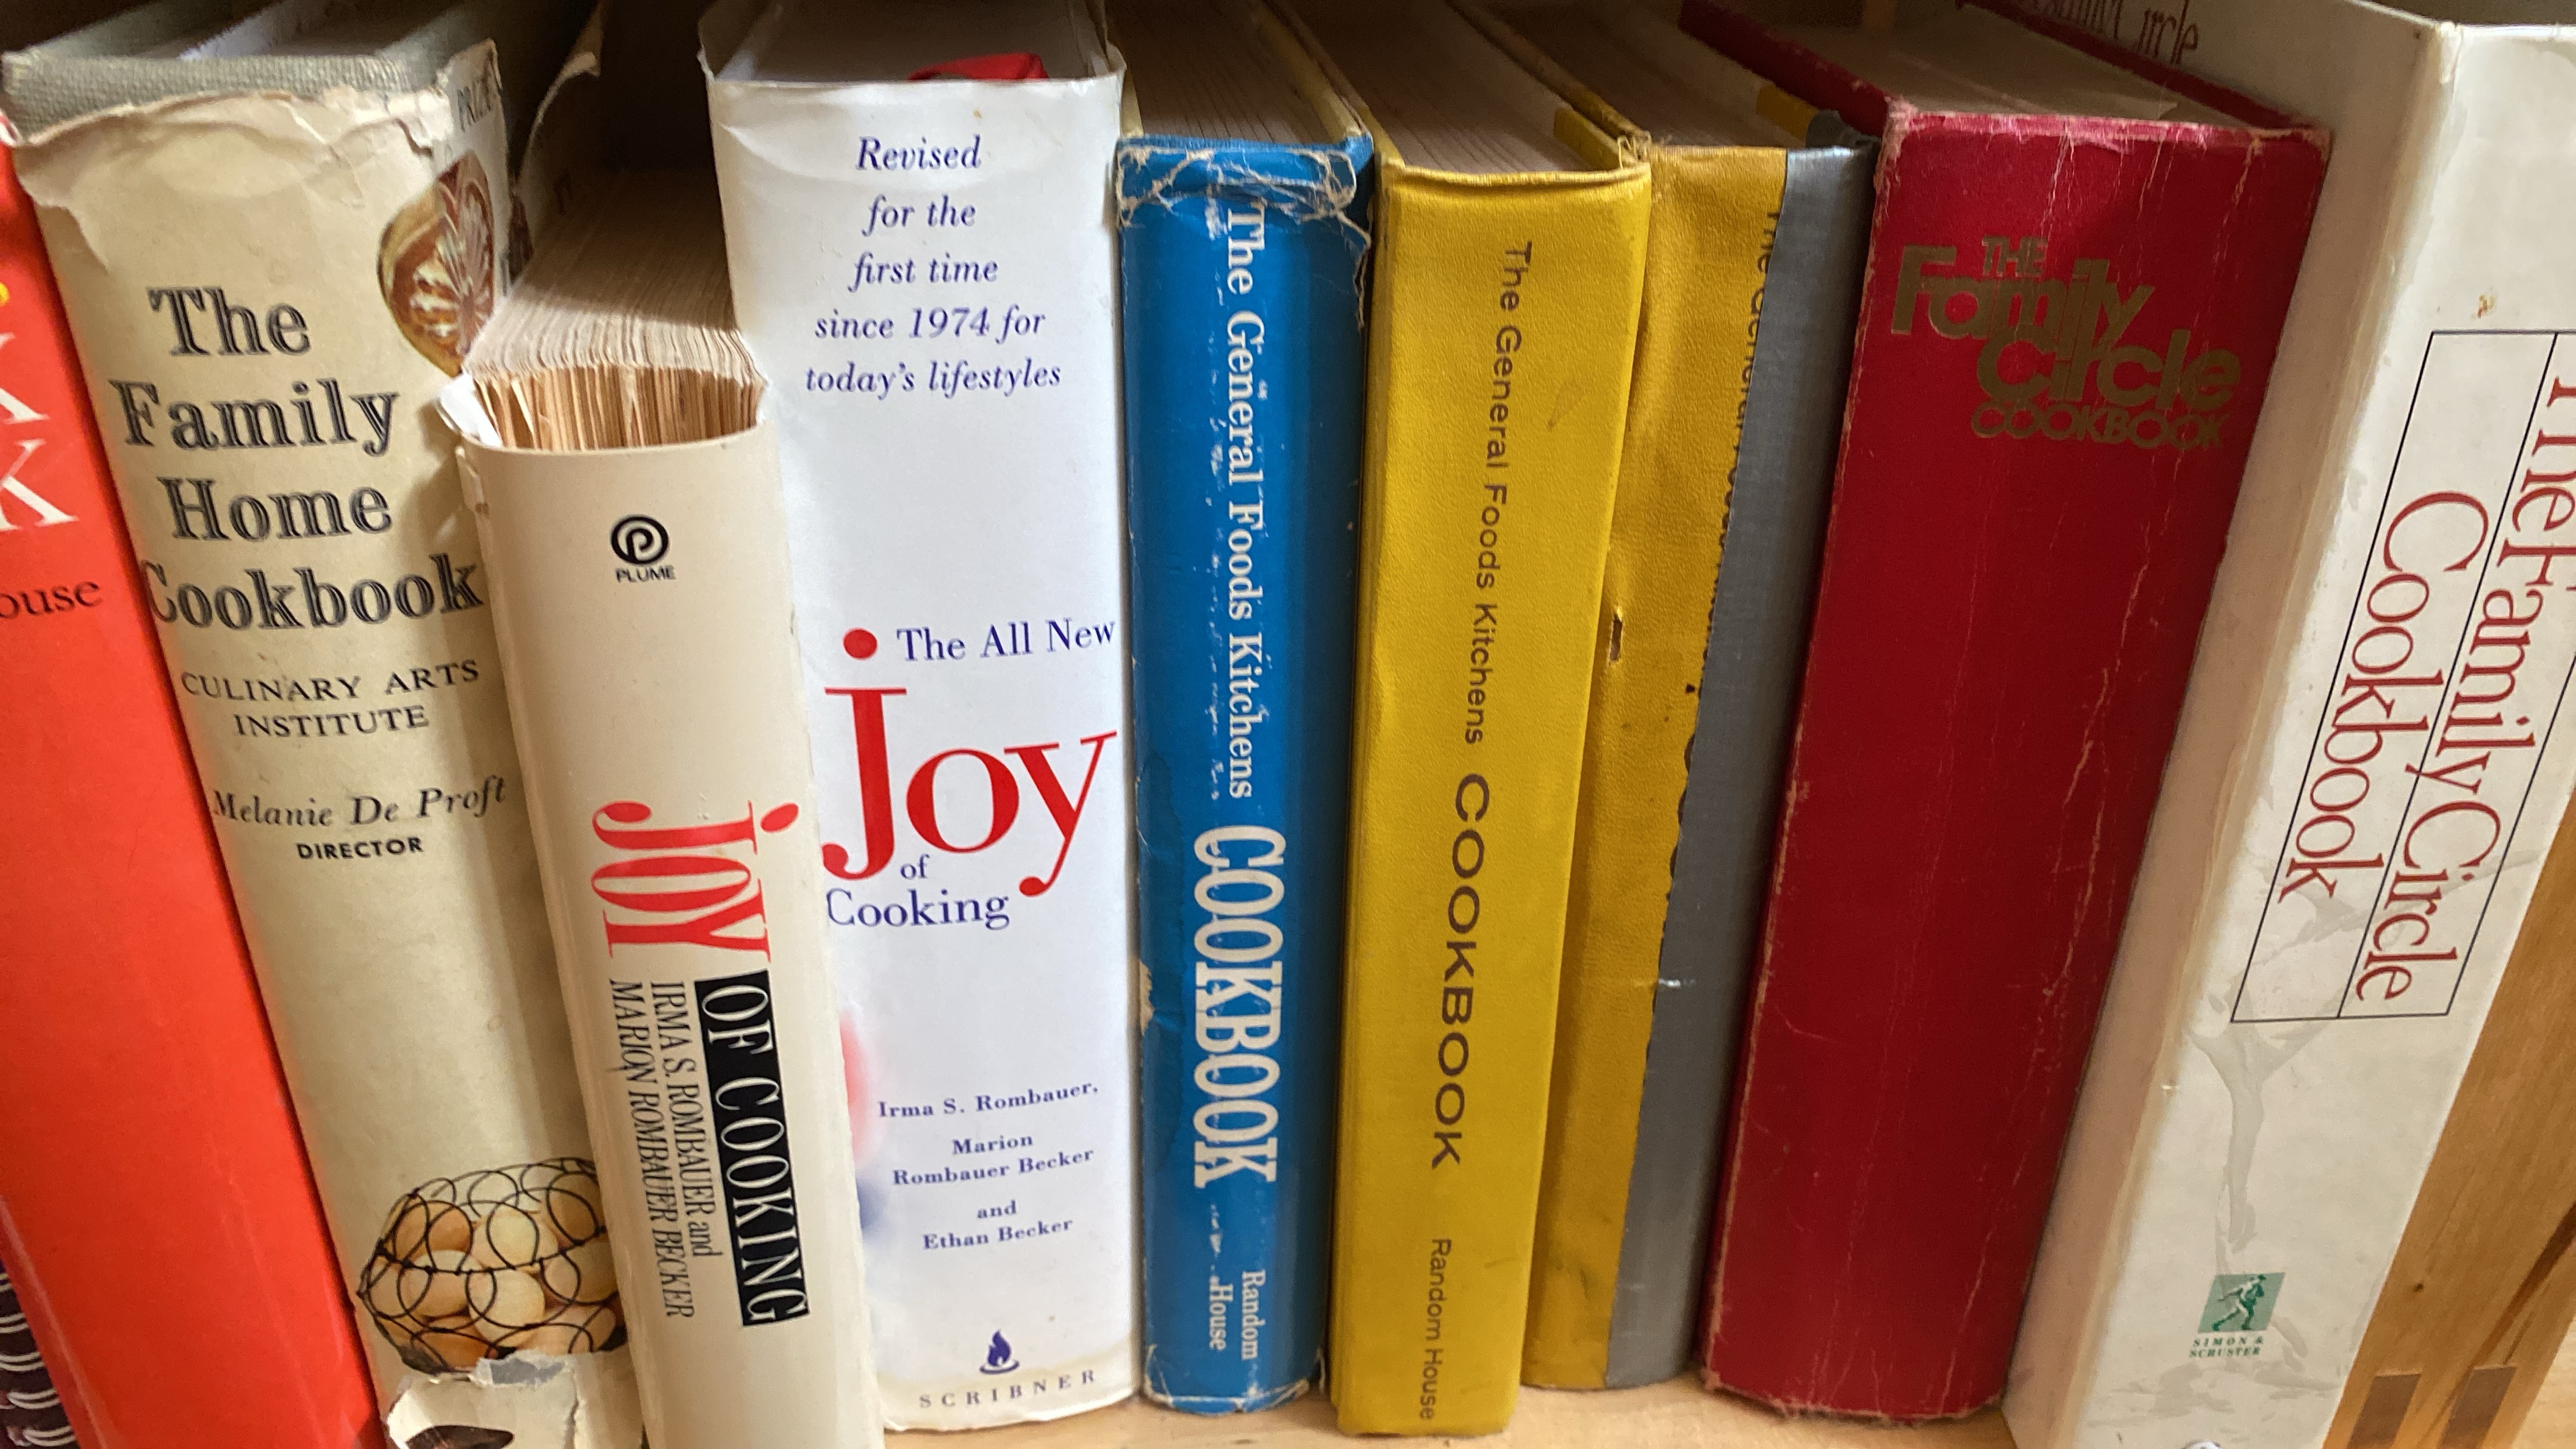 K
K
ouse
The
Family
Home
Cookbook
CULINARY ARTS
INSTITUTE
Melanie De Proft
DIRECTOR
PLUME
JOY
OF COOKING
IRMA S. ROMBAUER and
MARION ROMBAUER BECKER
Revised
for the
first time
since 1974 for
today's lifestyles
The All New
Joy
of
Cooking
Irma S. Rombauer,
Marion
Rombauer Becker
and
Ethan Becker
SCRIBNER
The General Foods Kitchens COOKBOOK
Random
House
The General Foods Kitchens COOKBOOK Random House
THE
Family
Circle
COOKBOOK
Circle
The Family Circle
Cookbook
SIMON &
SCHUSTER